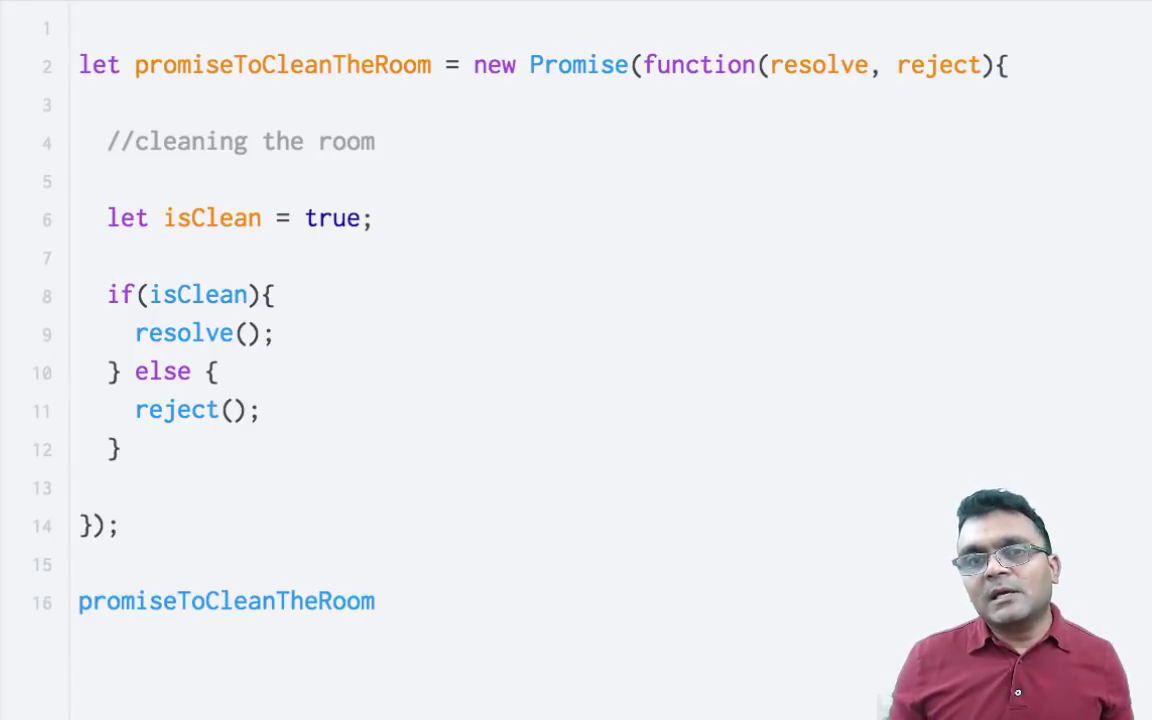 1
2 let promiseToCleanTheRoom = new Promise(function(resolve, reject){
3
4 //cleaning the room
5
6 let isClean = true;
7
8 if(isClean){
9 resolve();
10 } else {
11 reject();
12 }
13
14 });
15
16 promiseToCleanTheRoom